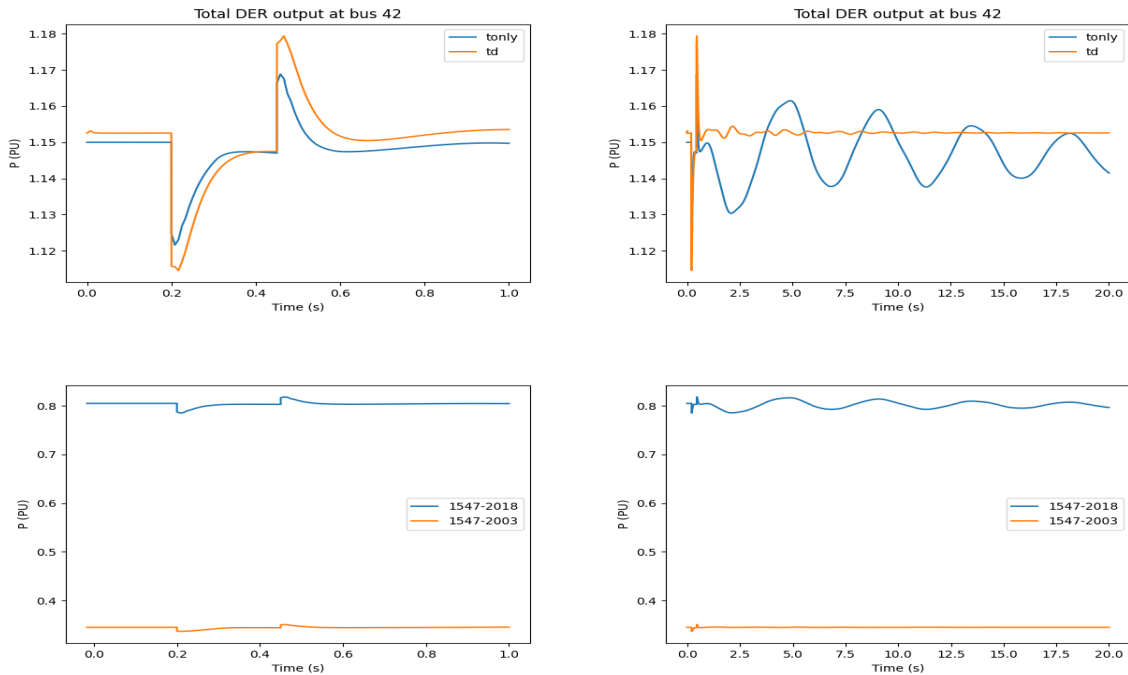 Total DER output at bus 42
1.18
1.17
1.16
1.15
1.14
1.13
1.12
P (PU)
tonly
td
0.0 0.2 0.4 0.6 0.8 1.0
Time (s)
Total DER output at bus 42
1.18
1.17
1.16
1.15
1.14
1.13
1.12
P (PU)
tonly
td
0.0 2.5 5.0 7.5 10.0 12.5 15.0 17.5 20.0
Time (s)
0.8
0.7
0.6
0.5
0.4
P (PU)
1547-2018
1547-2003
0.0 0.2 0.4 0.6 0.8 1.0
Time (s)
0.8
0.7
0.6
0.5
0.4
P (PU)
1547-2018
1547-2003
0.0 2.5 5.0 7.5 10.0 12.5 15.0 17.5 20.0
Time (s)